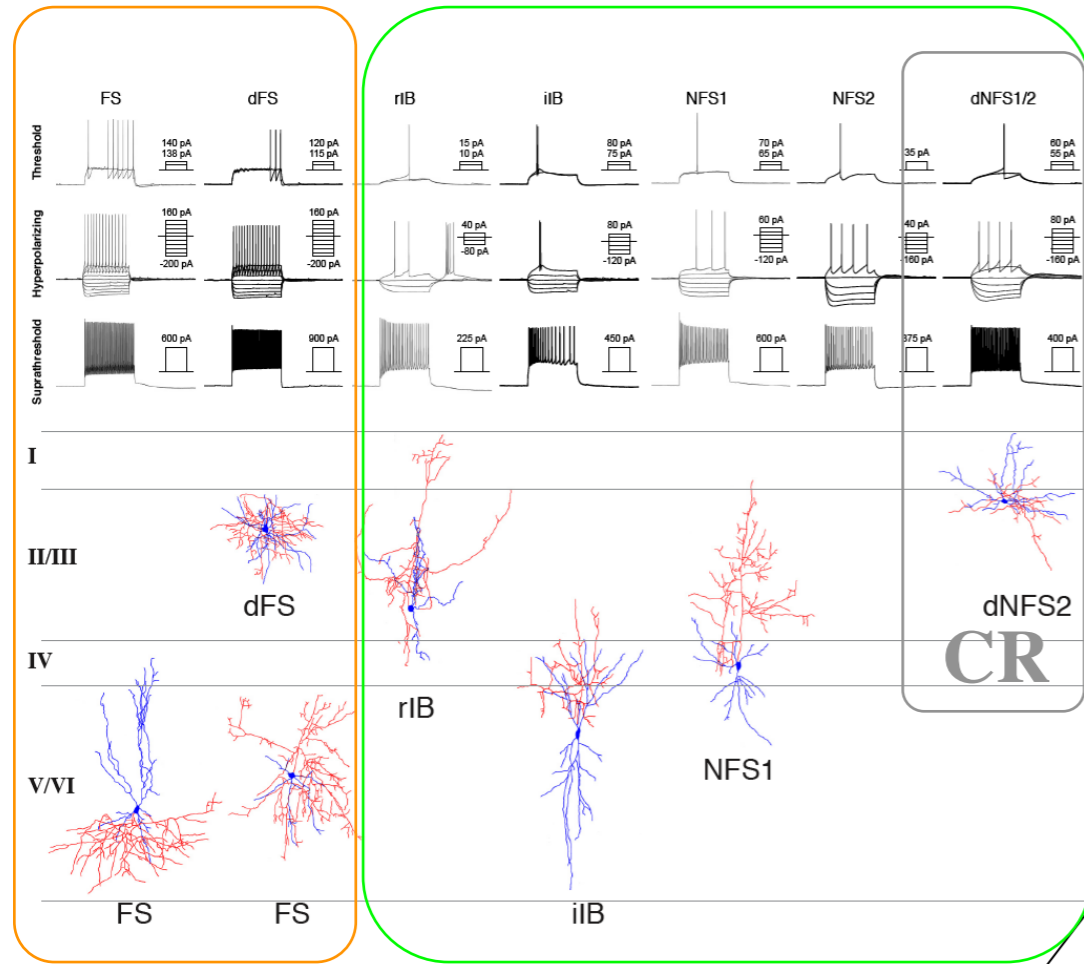 FS dFS rIB iIB NFS1 NFS2 dNFS1/2
Threshold
140 pA 120 pA 15 pA 80 pA 70 pA 60 pA
138 pA 115 pA 10 pA 75 pA 65 pA 35 pA 55 pA
Hyperpolarizing
160 pA 160 pA 40 pA 80 pA 60 pA 40 pA 80 pA
-200 pA -200 pA -80 pA -120 pA -120 pA -160 pA -160 pA
Suprathreshold
600 pA 900 pA 225 pA 450 pA 600 pA 375 pA 400 pA
I
II/III
dFS dNFS2
IV
CR
rIB
NFS1
V/VI
FS FS iIB